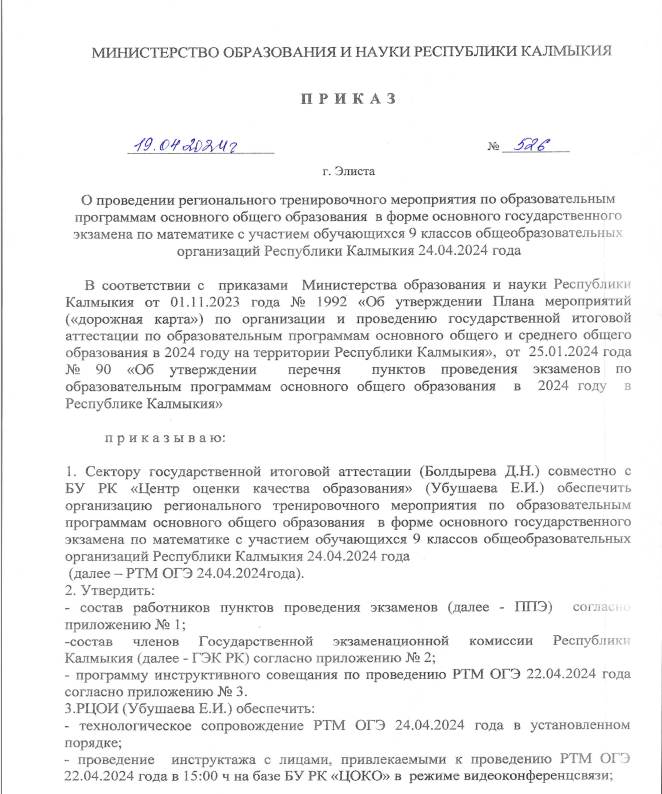 МИНИСТЕРСТВО ОБРАЗОВАНИЯ И НАУКИ РЕСПУБЛИКИ КАЛМЫКИЯ
П Р И К А З
19.04.2024г № 526
г. Элиста
О проведении регионального тренировочного мероприятия по образовательным
программам основного общего образования в форме основного государственного
экзамена по математике с участием обучающихся 9 классов общеобразовательных
организаций Республики Калмыкия 24.04.2024 года
В соответствии с приказами Министерства образования и науки Республики
Калмыкия от 01.11.2023 года № 1992 «Об утверждении Плана мероприятий
(«дорожная карта») по организации и проведению государственной итоговой
аттестации по образовательным программам основного общего и среднего общего
образования в 2024 году на территории Республики Калмыкия», от 25.01.2024 года
№ 90 «Об утверждении перечня пунктов проведения экзаменов по
образовательным программам основного общего образования в 2024 году в
Республике Калмыкия»
п р и к а з ы в а ю:
1. Сектору государственной итоговой аттестации (Болдырева Д.Н.) совместно с
БУ РК «Центр оценки качества образования» (Убушаева Е.И.) обеспечить
организацию регионального тренировочного мероприятия по образовательным
программам основного общего образования в форме основного государственного
экзамена по математике с участием обучающихся 9 классов общеобразовательных
организаций Республики Калмыкия 24.04.2024 года
(далее – РТМ ОГЭ 24.04.2024года).
2. Утвердить:
- состав работников пунктов проведения экзаменов (далее - ППЭ) согласно
приложению № 1;
-состав членов Государственной экзаменационной комиссии Республики
Калмыкия (далее - ГЭК РК) согласно приложению № 2;
- программу инструктивного совещания по проведению РТМ ОГЭ 22.04.2024 года
согласно приложению № 3.
3.РЦОИ (Убушаева Е.И.) обеспечить:
- технологическое сопровождение РТМ ОГЭ 24.04.2024 года в установленном
порядке;
- проведение инструктажа с лицами, привлекаемыми к проведению РТМ ОГЭ
22.04.2024 года в 15:00 ч на базе БУ РК «ЦОКО» в режиме видеоконференцсвязи;